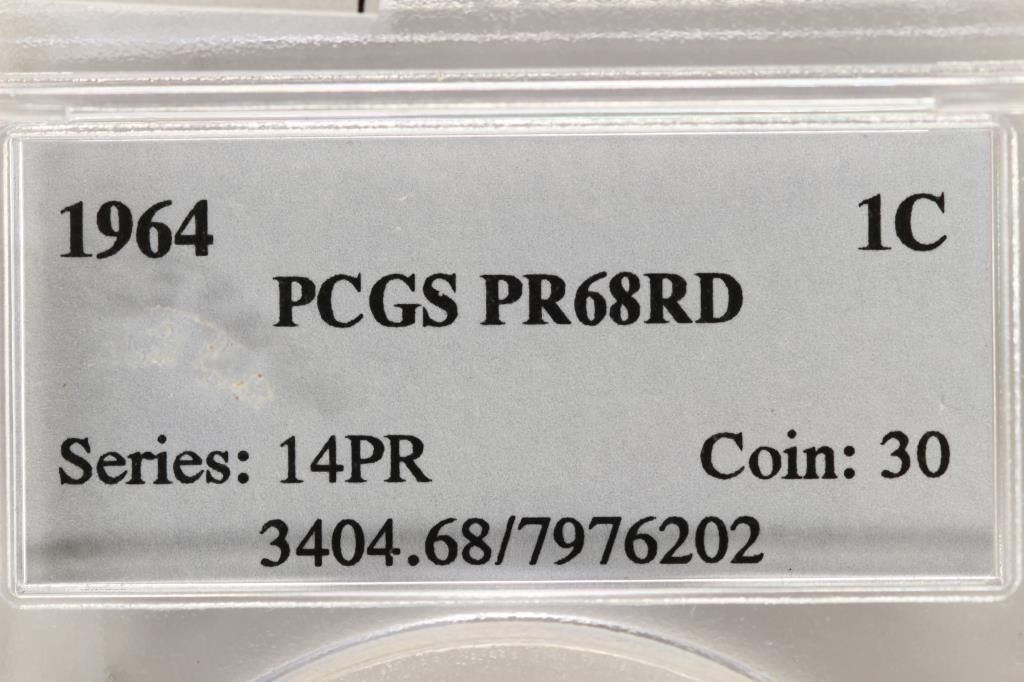 1964 1C
PCGS PR68RD
Series: 14PR Coin: 30
3404.68/7976202